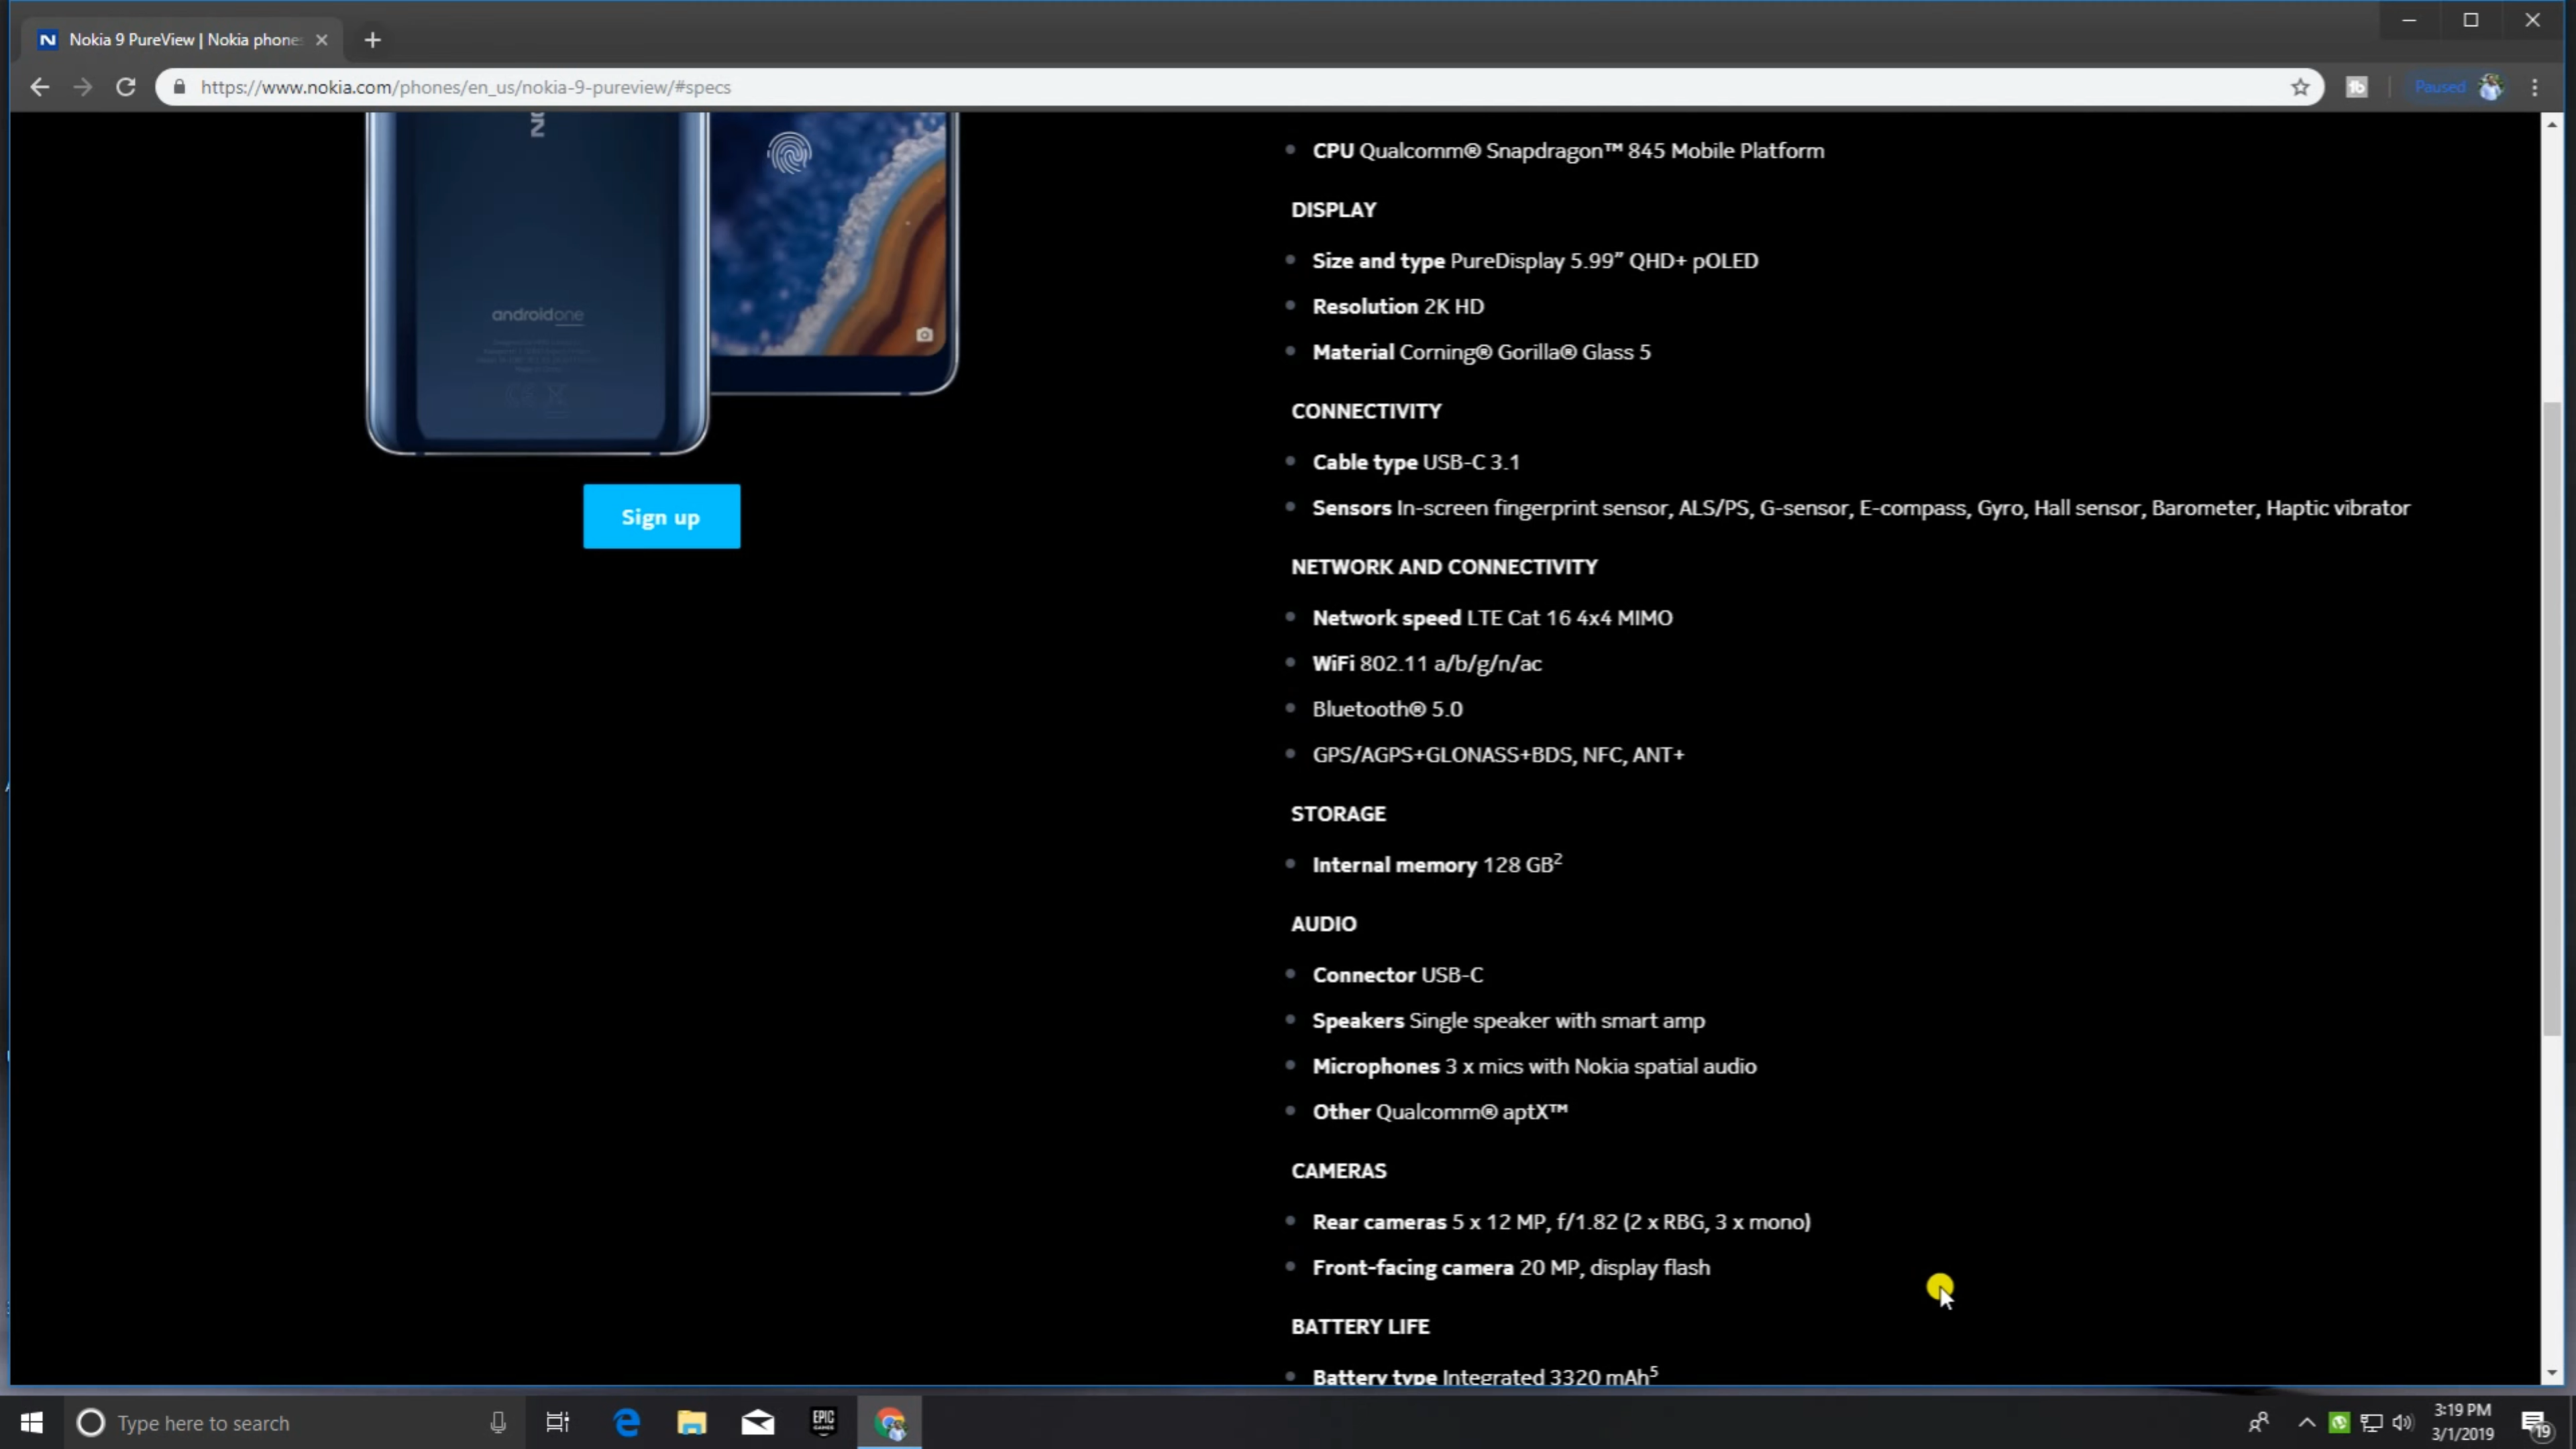 Nokia 9 PureView | Nokia phone
https://www.nokia.com/phones/en_us/nokia-9-pureview/#specs
Paused
androidone
Sign up
CPU Qualcomm® Snapdragon™ 845 Mobile Platform
DISPLAY
Size and type PureDisplay 5.99” QHD+ pOLED
Resolution 2K HD
Material Corning® Gorilla® Glass 5
CONNECTIVITY
Cable type USB-C 3.1
Sensors In-screen fingerprint sensor, ALS/PS, G-sensor, E-compass, Gyro, Hall sensor, Barometer, Haptic vibrator
NETWORK AND CONNECTIVITY
Network speed LTE Cat 16 4x4 MIMO
WiFi 802.11 a/b/g/n/ac
Bluetooth® 5.0
GPS/AGPS+GLONASS+BDS, NFC, ANT+
STORAGE
Internal memory 128 GB²
AUDIO
Connector USB-C
Speakers Single speaker with smart amp
Microphones 3 x mics with Nokia spatial audio
Other Qualcomm® aptX™
CAMERAS
Rear cameras 5 x 12 MP, f/1.82 (2 x RBG, 3 x mono)
Front-facing camera 20 MP, display flash
BATTERY LIFE
Battery type Integrated 3320 mAh⁵
Type here to search
EPIC
GAMES
3:19 PM
3/1/2019
19